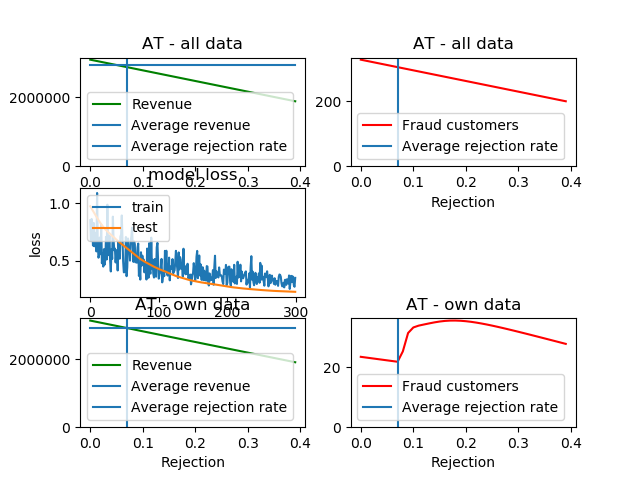 AT - all data
2000000
0
Revenue
Average revenue
Average rejection rate
0.0 0.1 0.2 0.3 0.4
AT - all data
200
0
Fraud customers
Average rejection rate
0.0 0.1 0.2 0.3 0.4
Rejection
model loss
loss
1.0
0.5
train
test
0 100 200 300
AT - own data
2000000
0
Revenue
Average revenue
Average rejection rate
0.0 0.1 0.2 0.3 0.4
Rejection
AT - own data
20
0
Fraud customers
Average rejection rate
0.0 0.1 0.2 0.3 0.4
Rejection